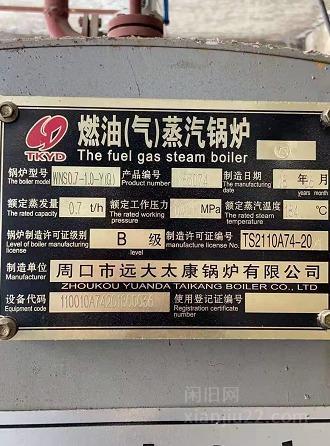 TKYD
燃油(气)蒸汽锅炉
The fuel gas steam boiler
锅炉型号 WNS0.7-1.0-Y(Q) 产品编号 制造日期 年 月
The boiler model Product number The manufacturing date
额定蒸发量 0.7 t/h 额定工作压力 MPa 额定蒸汽温度
The rated capacity The rated working pressure The rated steam temperature
锅炉制造许可证级别 B 级 制造许可证编号 TS2110A74-20
Level of boiler manufacture license manufacture license No.
制造单位 周口市远大太康锅炉有限公司
Manufacturing unit ZHOUKOU YUANDA TAIKANG BOILER CO., LTD
设备代码 使用登记证编号
Equipment code Registration certificate number
闲旧网
xianjiu22.com